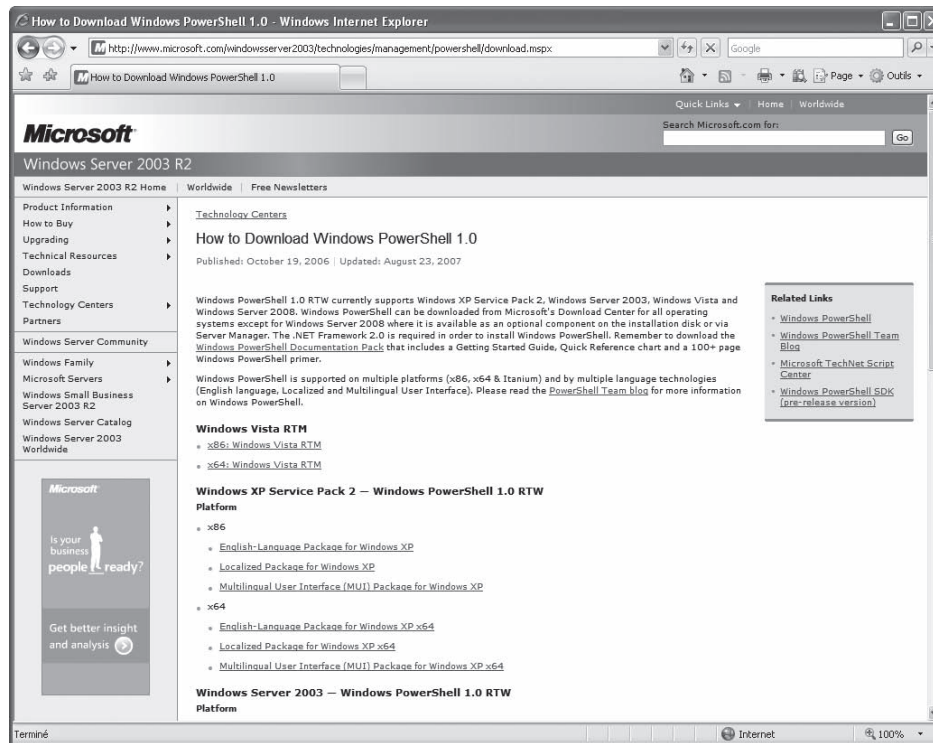 How to Download Windows PowerShell 1.0 - Windows Internet Explorer
http://www.microsoft.com/windowsserver2003/technologies/management/powershell/download.mspx
Google
How to Download Windows PowerShell 1.0
Page
Outils
Quick Links | Home | Worldwide
Microsoft
Search Microsoft.com for:
Go
Windows Server 2003 R2
Windows Server 2003 R2 Home | Worldwide | Free Newsletters
Product Information
How to Buy
Upgrading
Technical Resources
Downloads
Support
Technology Centers
Partners
Windows Server Community
Windows Family
Microsoft Servers
Windows Small Business
Server 2003 R2
Windows Server Catalog
Windows Server 2003
Worldwide
Microsoft
is your
business
people ready?
Get better insight
and analysis
Technology Centers
How to Download Windows PowerShell 1.0
Published: October 19, 2006 | Updated: August 23, 2007
Windows PowerShell 1.0 RTW currently supports Windows XP Service Pack 2, Windows Server 2003, Windows Vista and
Windows Server 2008. Windows PowerShell can be downloaded from Microsoft's Download Center for all operating
systems except for Windows Server 2008 where it is available as an optional component on the installation disk or via
Server Manager. The .NET Framework 2.0 is required in order to install Windows PowerShell. Remember to download the
Windows PowerShell Documentation Pack that includes a Getting Started Guide, Quick Reference chart and a 100+ page
Windows PowerShell primer.
Windows PowerShell is supported on multiple platforms (x86, x64 & Itanium) and by multiple language technologies
(English language, Localized and Multilingual User Interface). Please read the PowerShell Team blog for more information
on Windows PowerShell.
Windows Vista RTM
x86: Windows Vista RTM
x64: Windows Vista RTM
Windows XP Service Pack 2 — Windows PowerShell 1.0 RTW
Platform
x86
English-Language Package for Windows XP
Localized Package for Windows XP
Multilingual User Interface (MUI) Package for Windows XP
x64
English-Language Package for Windows XP x64
Localized Package for Windows XP x64
Multilingual User Interface (MUI) Package for Windows XP x64
Windows Server 2003 — Windows PowerShell 1.0 RTW
Platform
Related Links
Windows PowerShell
Windows PowerShell Team
Blog
Microsoft TechNet Script
Center
Windows PowerShell SDK
(pre-release version)
Terminé
Internet
100%